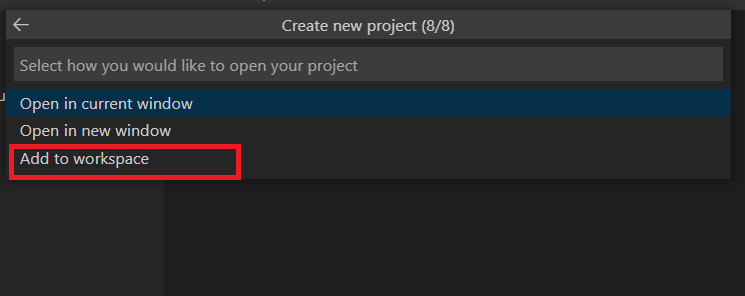 Create new project (8/8)
Select how you would like to open your project
Open in current window
Open in new window
Add to workspace